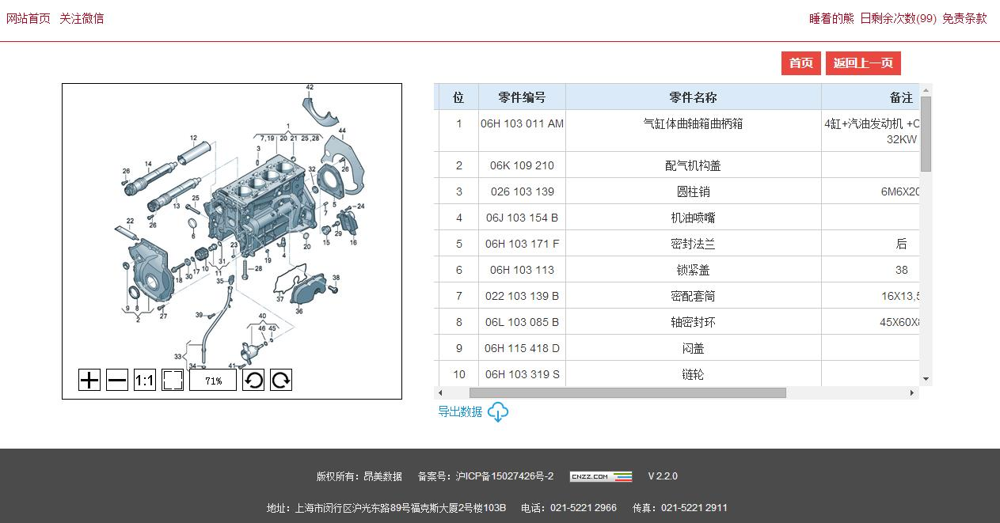 网站首页 关注微信 睡着的熊 日剩余次数(99) 免责条款
首页 返回上一页
42
1
7,19 20 21 25,28
44
12
3
14
26
32
26
13
5
25
7
24
26
22
6
29
15
16
23
20
4
19
31
28
17
10
30
18
11
35
38
37
36
9 8
2
27
39
40
46 45
33
34
41
1:1 71%
位 零件编号 零件名称 备注
1 06H 103 011 AM 气缸体曲轴箱曲柄箱 4缸+汽油发动机 +C
32KW
2 06K 109 210 配气机构盖
3 026 103 139 圆柱销 6M6X20
4 06J 103 154 B 机油喷嘴
5 06H 103 171 F 密封法兰 后
6 06H 103 113 锁紧盖 38
7 022 103 139 B 密配套筒 16X13,5
8 06L 103 085 B 轴密封环 45X60X8
9 06H 115 418 D 闷盖
10 06H 103 319 S 链轮
导出数据
版权所有：昂美数据 备案号：沪ICP备15027426号-2 CNZZ.COM V 2.2.0
地址：上海市闵行区沪光东路89号福克斯大厦2号楼103B 电话：021-5221 2966 传真：021-5221 2911